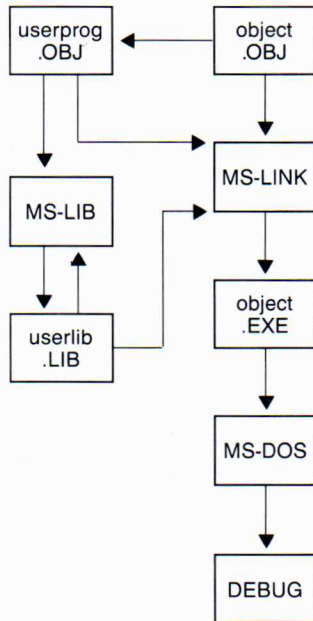 userprog
.OBJ
object
.OBJ
MS-LIB
MS-LINK
userlib
.LIB
object
.EXE
MS-DOS
DEBUG